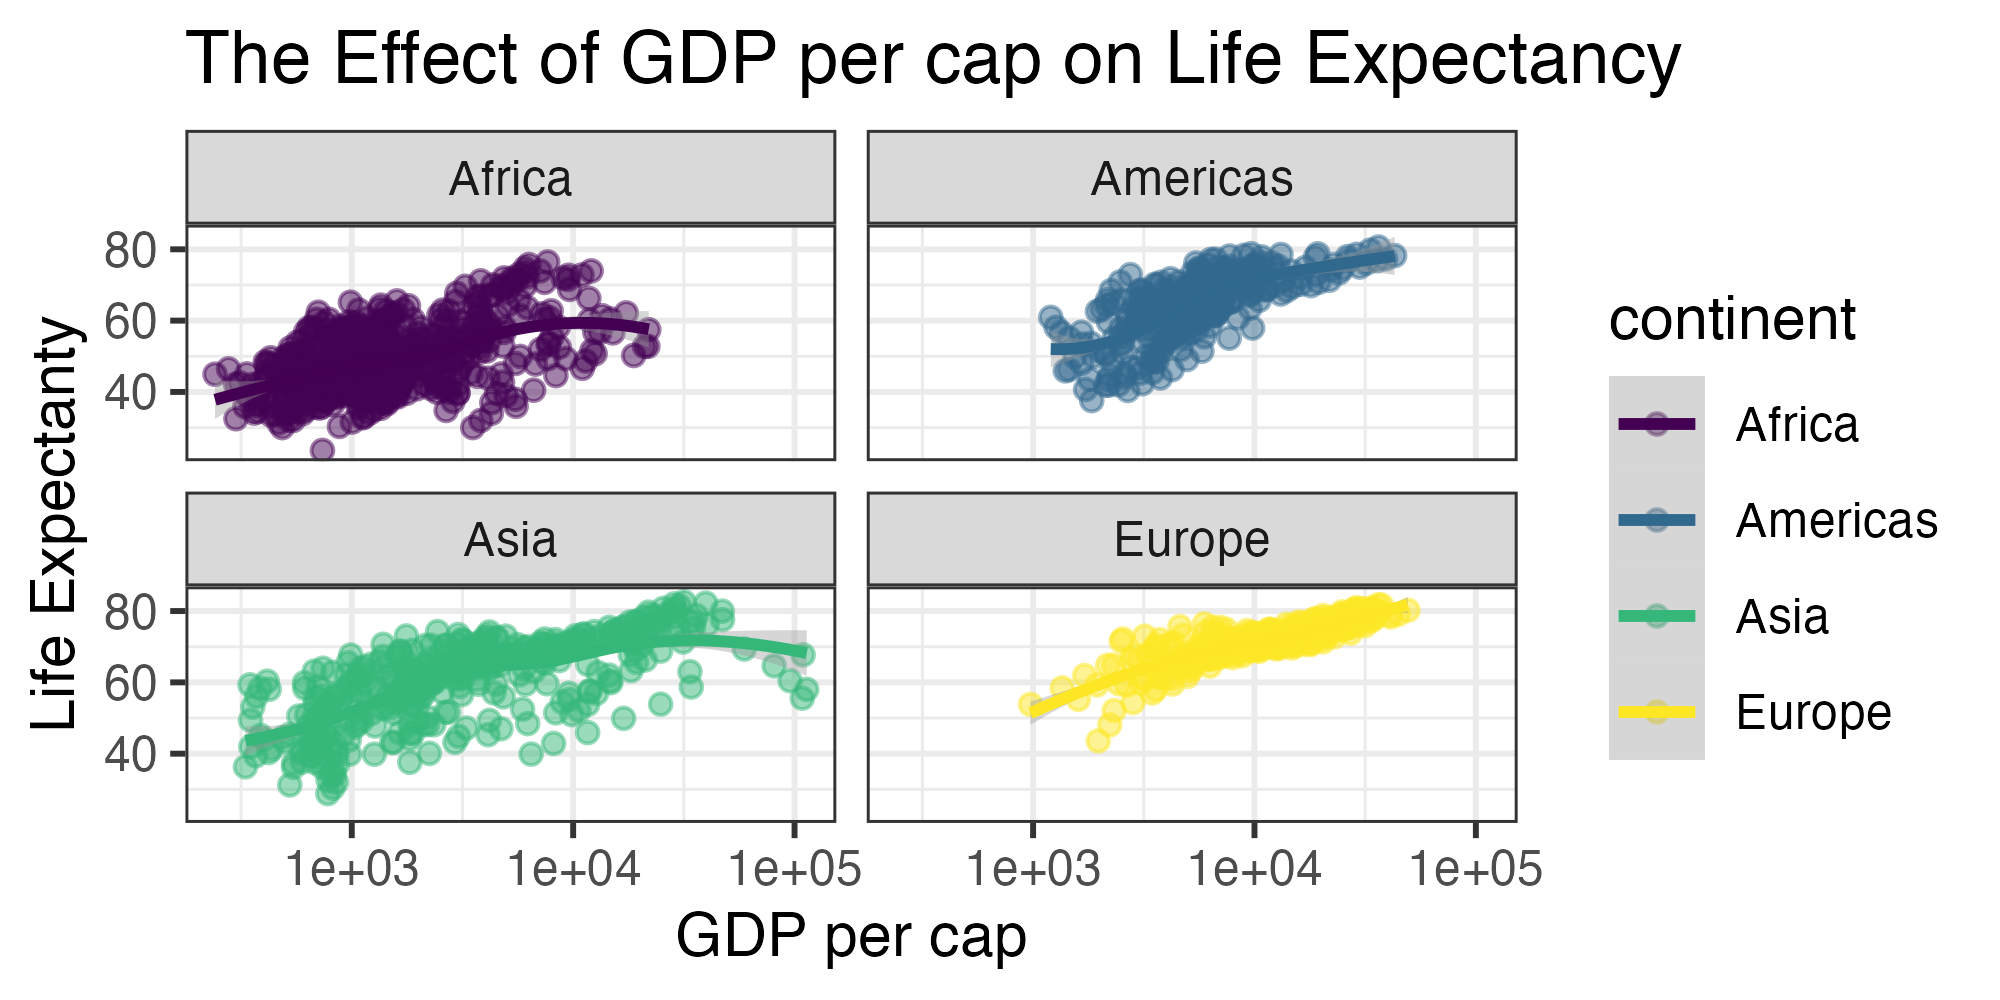 The Effect of GDP per cap on Life Expectancy
Africa
Americas
80
60
40
Asia
Europe
80
60
40
1e+03 1e+04 1e+05 1e+03 1e+04 1e+05
GDP per cap
Life Expectanty
continent
Africa
Americas
Asia
Europe